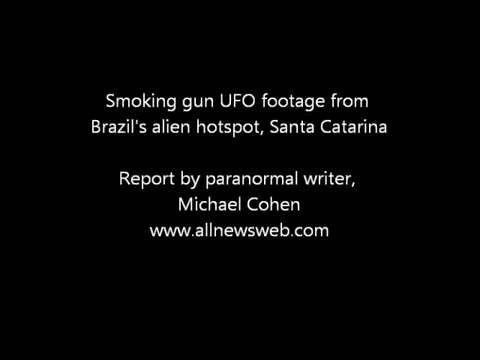 Smoking gun UFO footage from
Brazil's alien hotspot, Santa Catarina
Report by paranormal writer,
Michael Cohen
www.allnewsweb.com